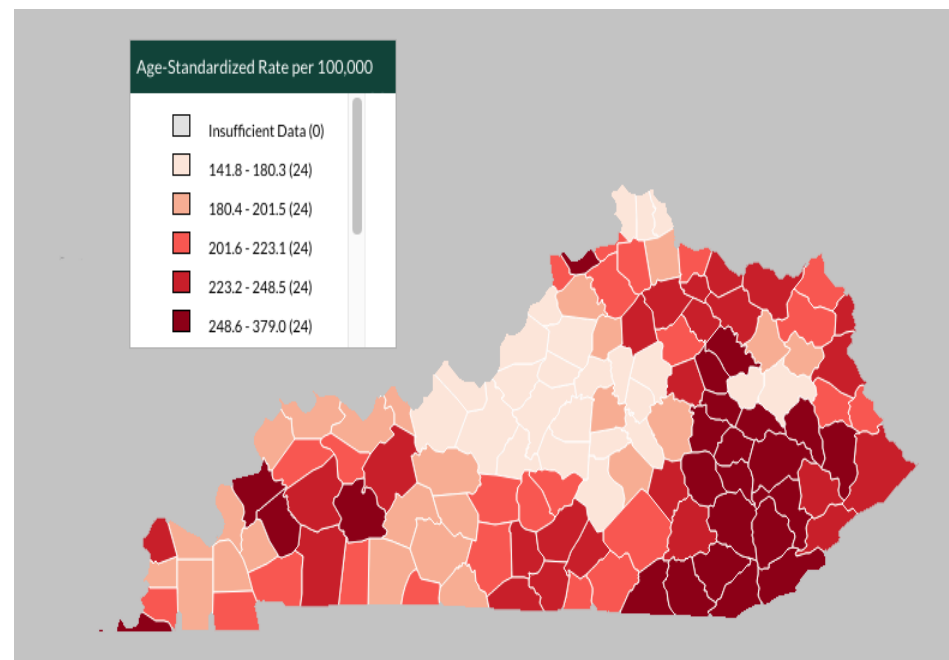 Age-Standardized Rate per 100,000
Insufficient Data (0)
141.8 - 180.3 (24)
180.4 - 201.5 (24)
201.6 - 223.1 (24)
223.2 - 248.5 (24)
248.6 - 379.0 (24)